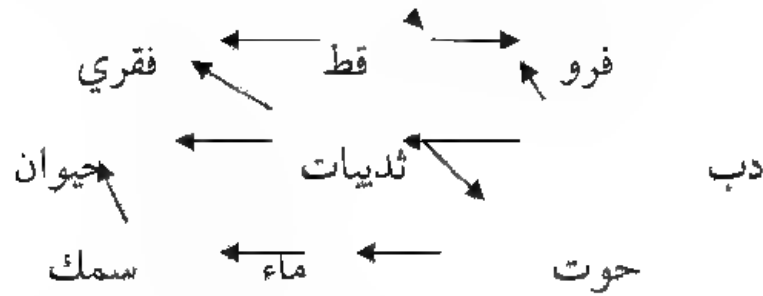 فرو قط فقري
دب ثدييات حيوان
حوت ماء سمك